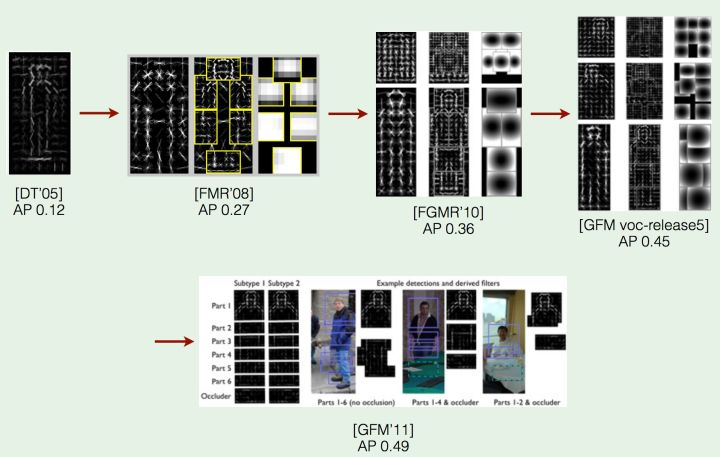 [DT'05]
AP 0.12
[FMR'08]
AP 0.27
[FGMR'10]
AP 0.36
[GFM voc-release5]
AP 0.45
Subtype 1 Subtype 2
Example detections and derived filters
Part 1
Part 2
Part 3
Part 4
Part 5
Part 6
Occluder
Parts 1-6 (no occlusion)
Parts 1-4 & occluder
Parts 1-2 & occluder
[GFM'11]
AP 0.49